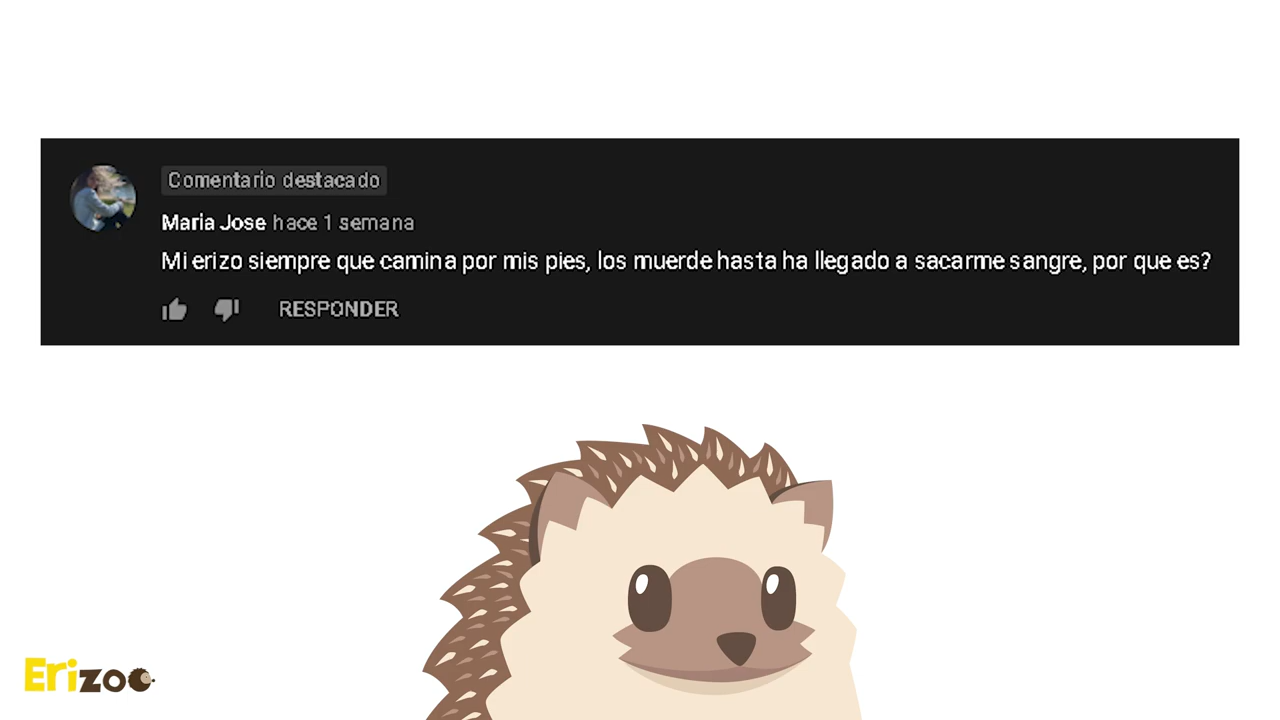 Comentario destacado
Maria Jose hace 1 semana
Mi erizo siempre que camina por mis pies, los muerde hasta ha llegado a sacarme sangre, por que es?
RESPONDER
Erizoo